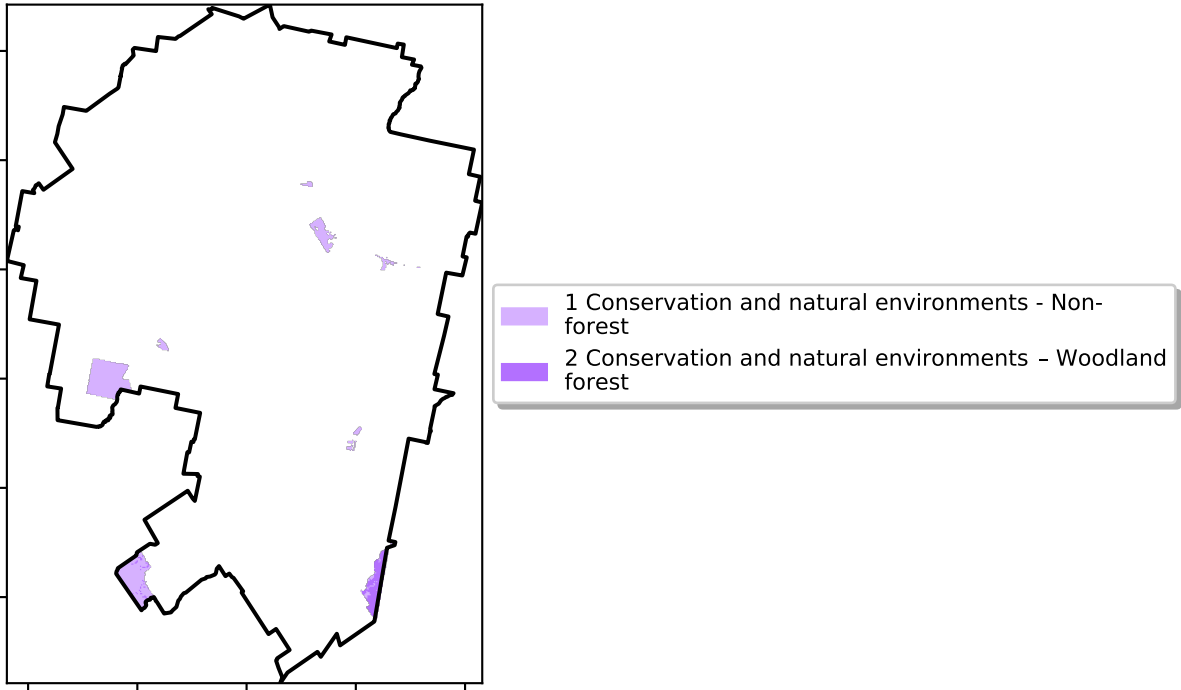 1 Conservation and natural environments - Non-
forest
2 Conservation and natural environments – Woodland
forest